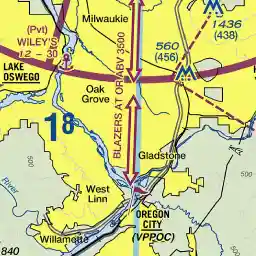 Milwaukie
1436
(438)
(Pvt)
WILEY'S
12 - 30
560
(456)
LAKE
OSWEGO
Oak
Grove
BLAZERS AT OR ABV 3500
18
Gladstone
River
West
Linn
OREGON
CITY
(VPPOC)
Willamette
840